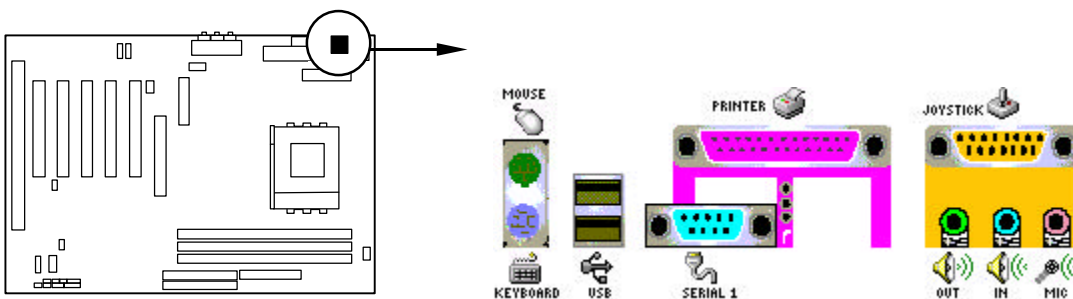 MOUSE
PRINTER
JOYSTICK
KEYBOARD
USB
SERIAL 1
OUT
IN
MIC